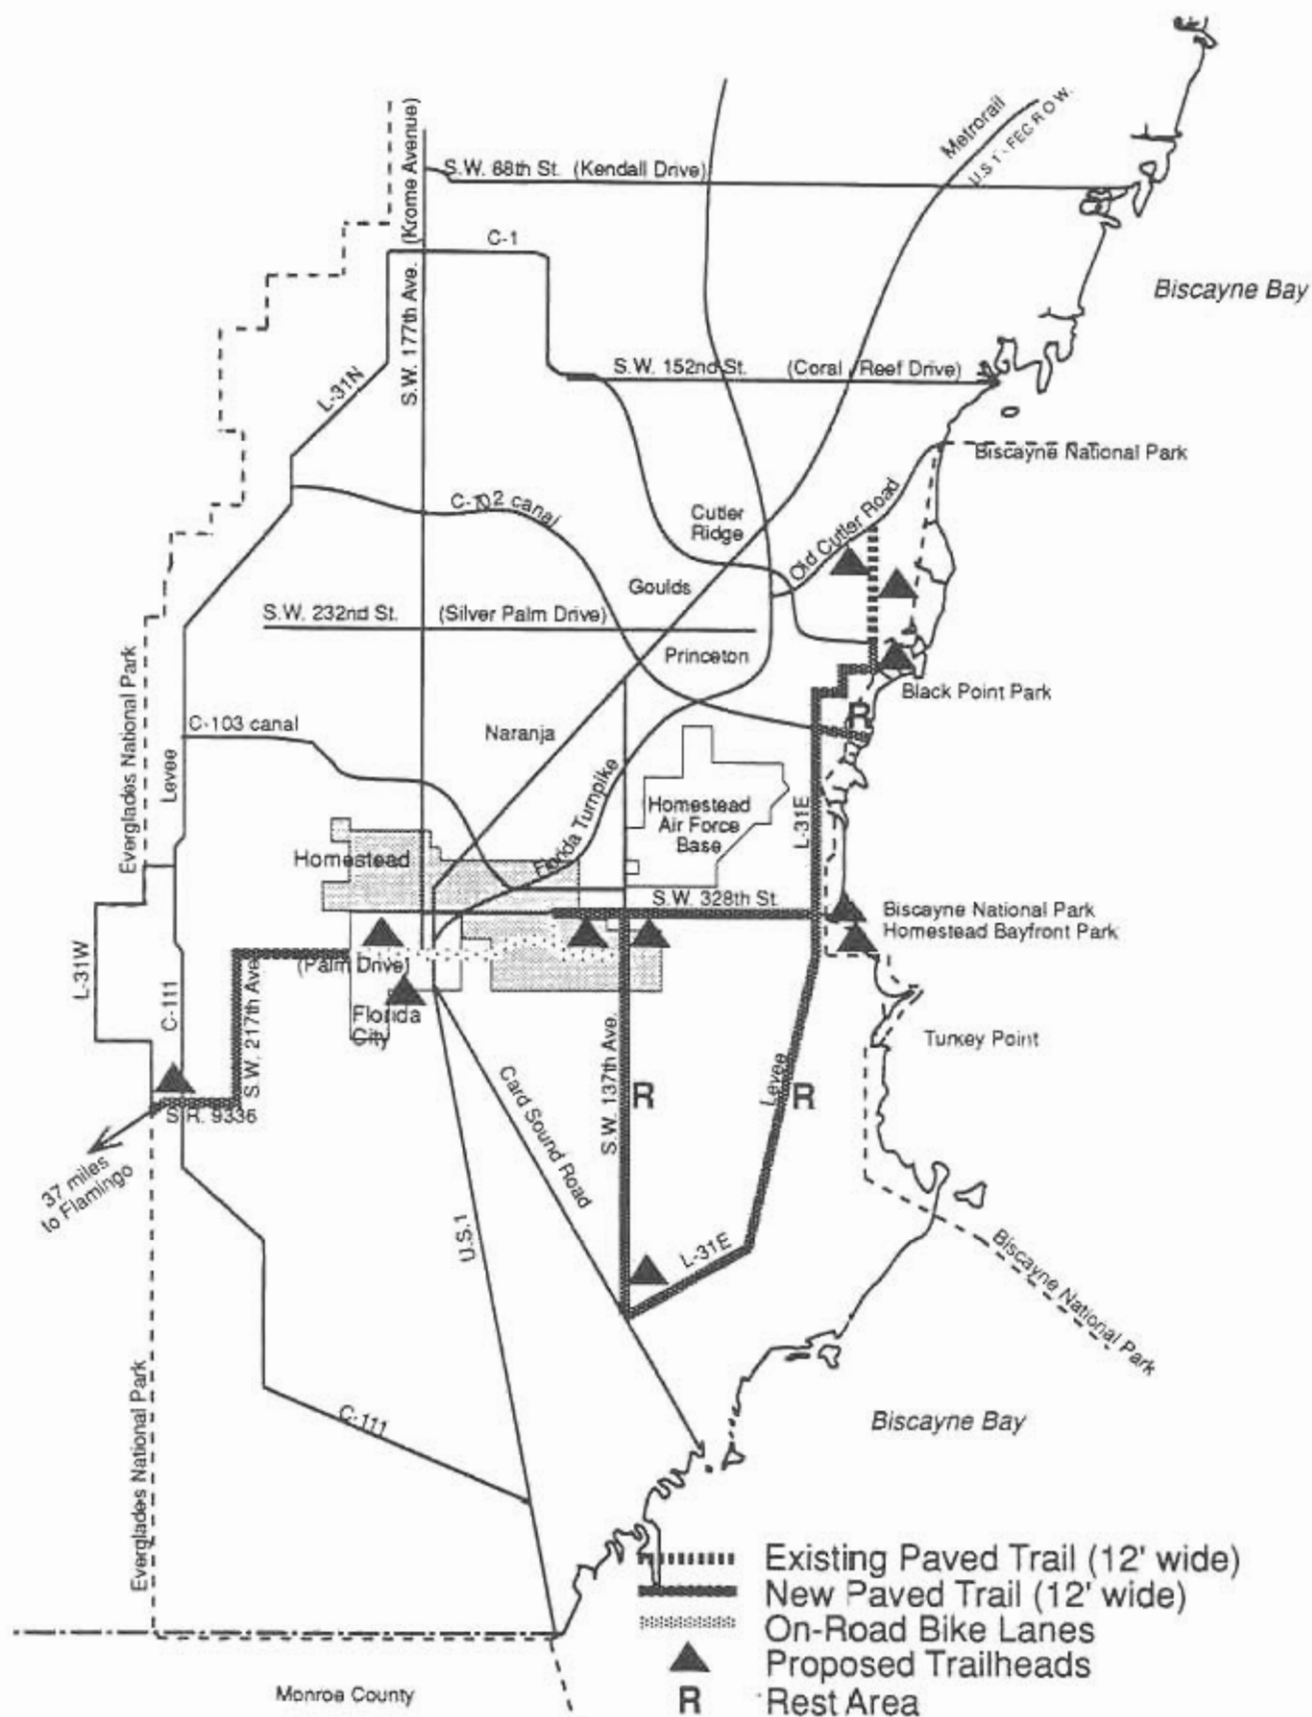 Metrorail
U.S 1 - FEC R O W.
(Krome Avenue)
S.W. 88th St. (Kendall Drive)
C-1
Biscayne Bay
S.W. 177th Ave.
S.W. 152nd St. (Coral Reef Drive)
L-31N
Biscayne National Park
C-102 canal
Cutler
Ridge
Old Cutler Road
Goulds
S.W. 232nd St. (Silver Palm Drive)
Princeton
Everglades National Park
Black Point Park
R
C-103 canal
Naranja
Levee
Florida Turnpike
Homestead
Air Force
Base
L-31E
Homestead
S.W. 328th St.
Biscayne National Park
Homestead Bayfront Park
(Palm Drive)
L-31W
C-111
S.W. 217th Ave
Florida
City
Turkey Point
S.W. 137th Ave.
R
Levee
R
Card Sound Road
S.R. 9336
37 miles
to Flamingo
U.S.1
L-31E
Biscayne National Park
Everglades National Park
C-111
Biscayne Bay
Existing Paved Trail (12' wide)
New Paved Trail (12' wide)
On-Road Bike Lanes
Proposed Trailheads
R Rest Area
Monroe County